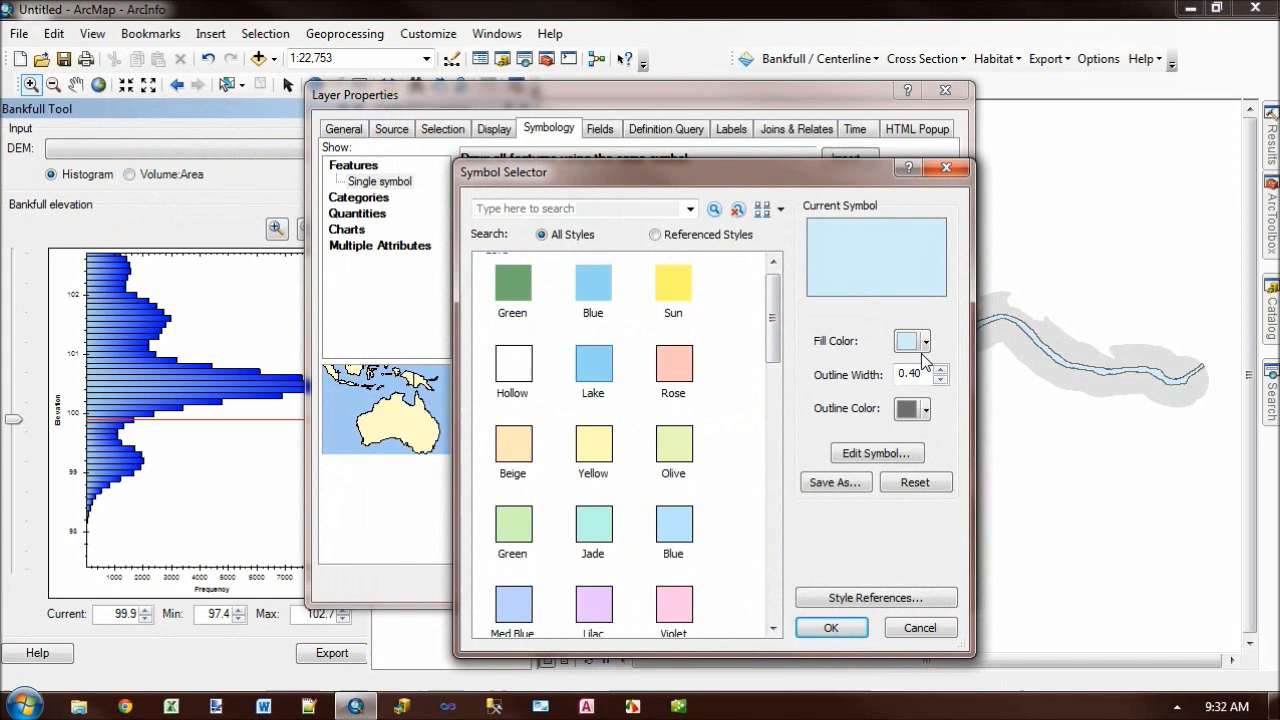 Untitled - ArcMap - ArcInfo
File Edit View Bookmarks Insert Selection Geoprocessing Customize Windows Help
1:22,753
Bankfull / Centerline Cross Section Habitat Export Options Help
Bankfull Tool
Input
DEM:
Histogram Volume:Area
Bankfull elevation
102
101
100
99
98
Elevation
1000 2000 3000 4000 5000 6000 7000
Frequency
Current: 99.9 Min: 97.4 Max: 102.7
Help Export
Layer Properties
General Source Selection Display Symbology Fields Definition Query Labels Joins & Relates Time HTML Popup
Show:
Features
Single symbol
Categories
Quantities
Charts
Multiple Attributes
Symbol Selector
Type here to search
Search: All Styles Referenced Styles
Green Blue Sun
Hollow Lake Rose
Beige Yellow Olive
Green Jade Blue
Med Blue Lilac Violet
Current Symbol
Fill Color:
Outline Width: 0.40
Outline Color:
Edit Symbol...
Save As... Reset
Style References...
OK Cancel
Results
ArcToolbox
Catalog
Search
9:32 AM